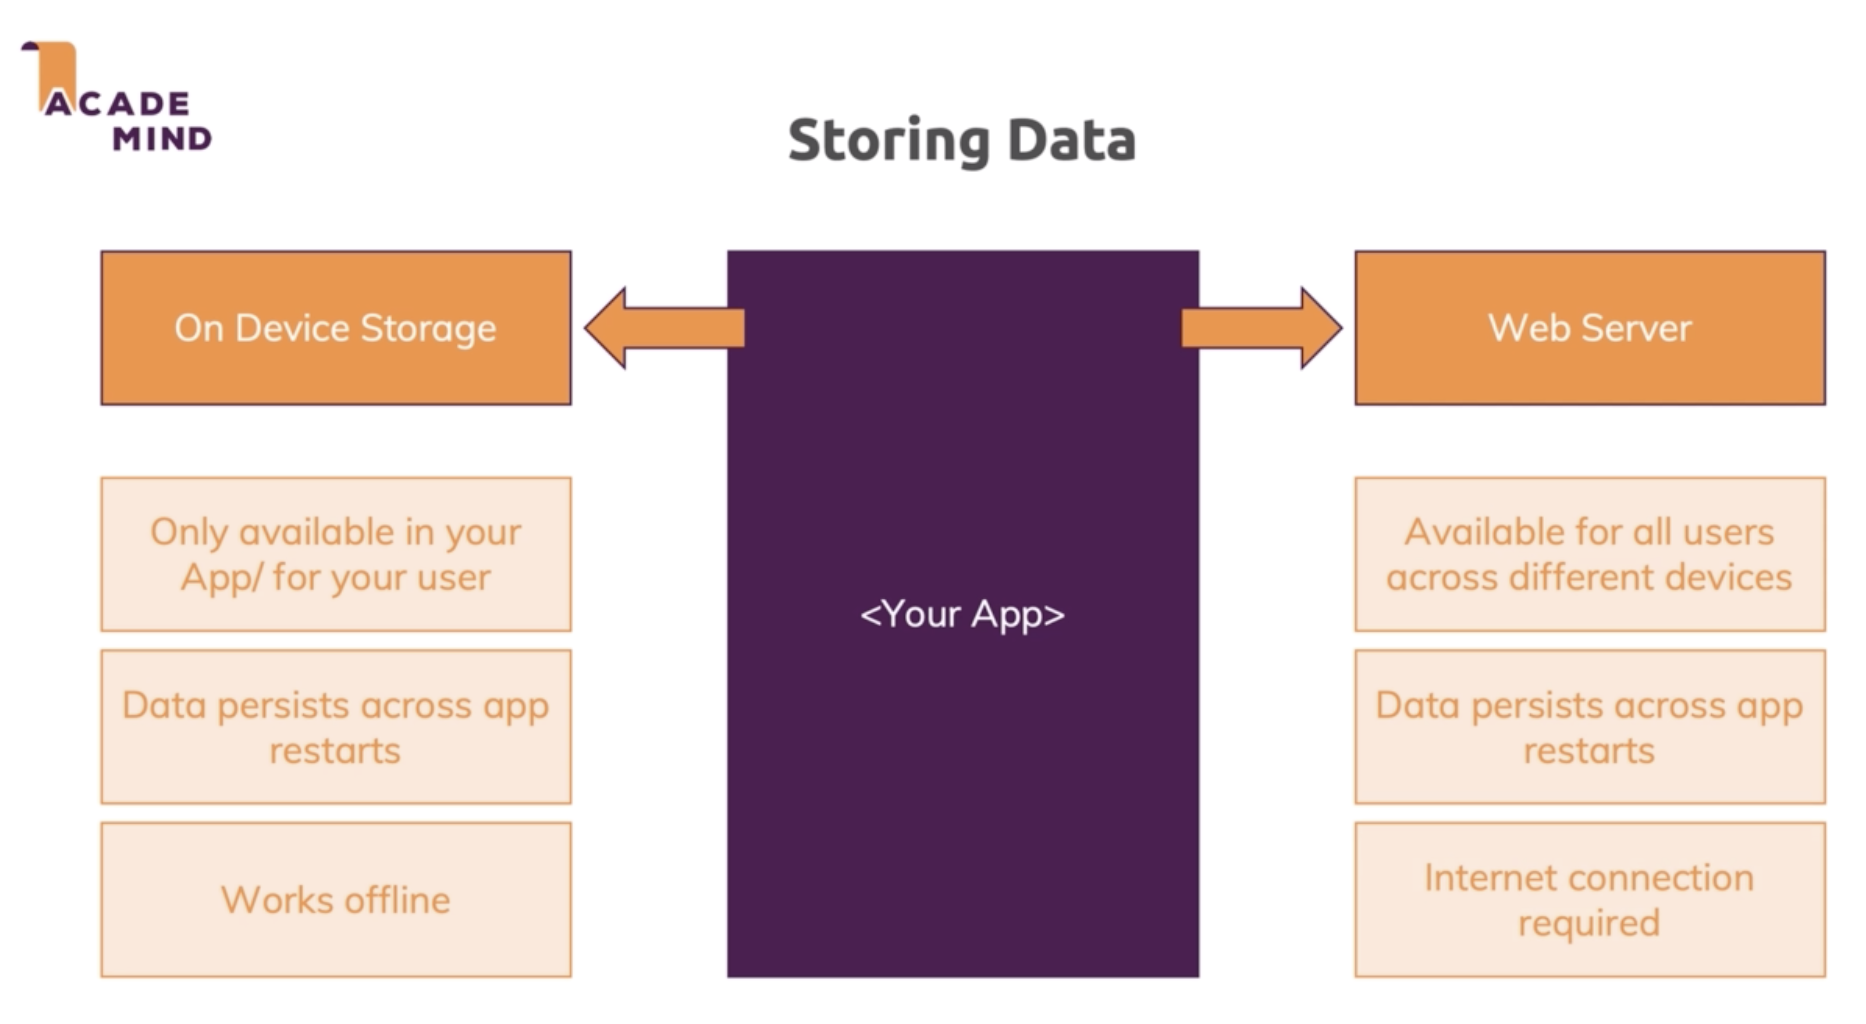 ACADE
MIND
Storing Data
On Device Storage
Web Server
Only available in your
App/ for your user
Data persists across app
restarts
Works offline
<Your App>
Available for all users
across different devices
Data persists across app
restarts
Internet connection
required